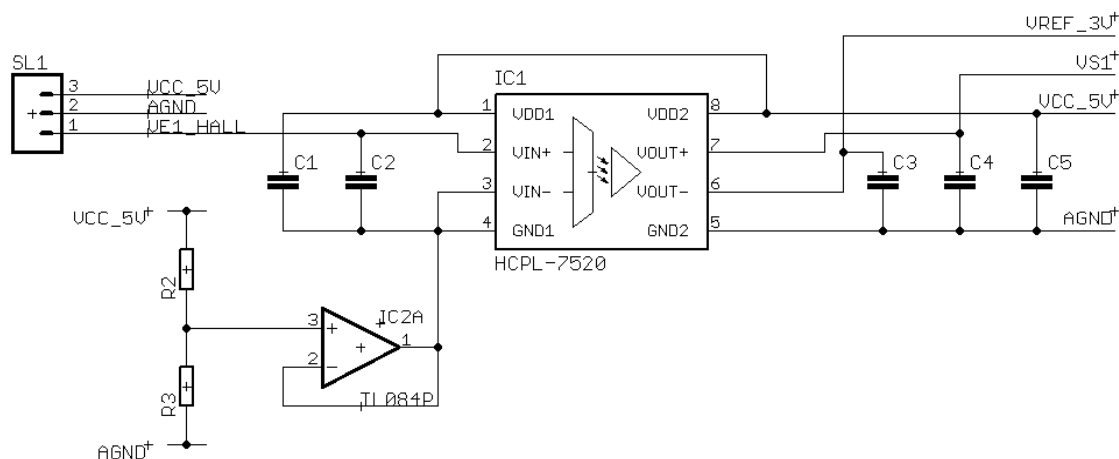 VREF_3V
VS1
SL1
IC1
3 VCC_5V
2 AGND
1 VE1_HALL
1 VDD1 VDD2 8
VCC_5V
2 VIN+ VOUT+ 7
3 VIN- VOUT- 6
4 GND1 GND2 5
AGND
C1 C2 C3 C4 C5
HCPL-7520
VCC_5V
R2
IC2A
3 + 1
2 -
TL084P
R3
AGND